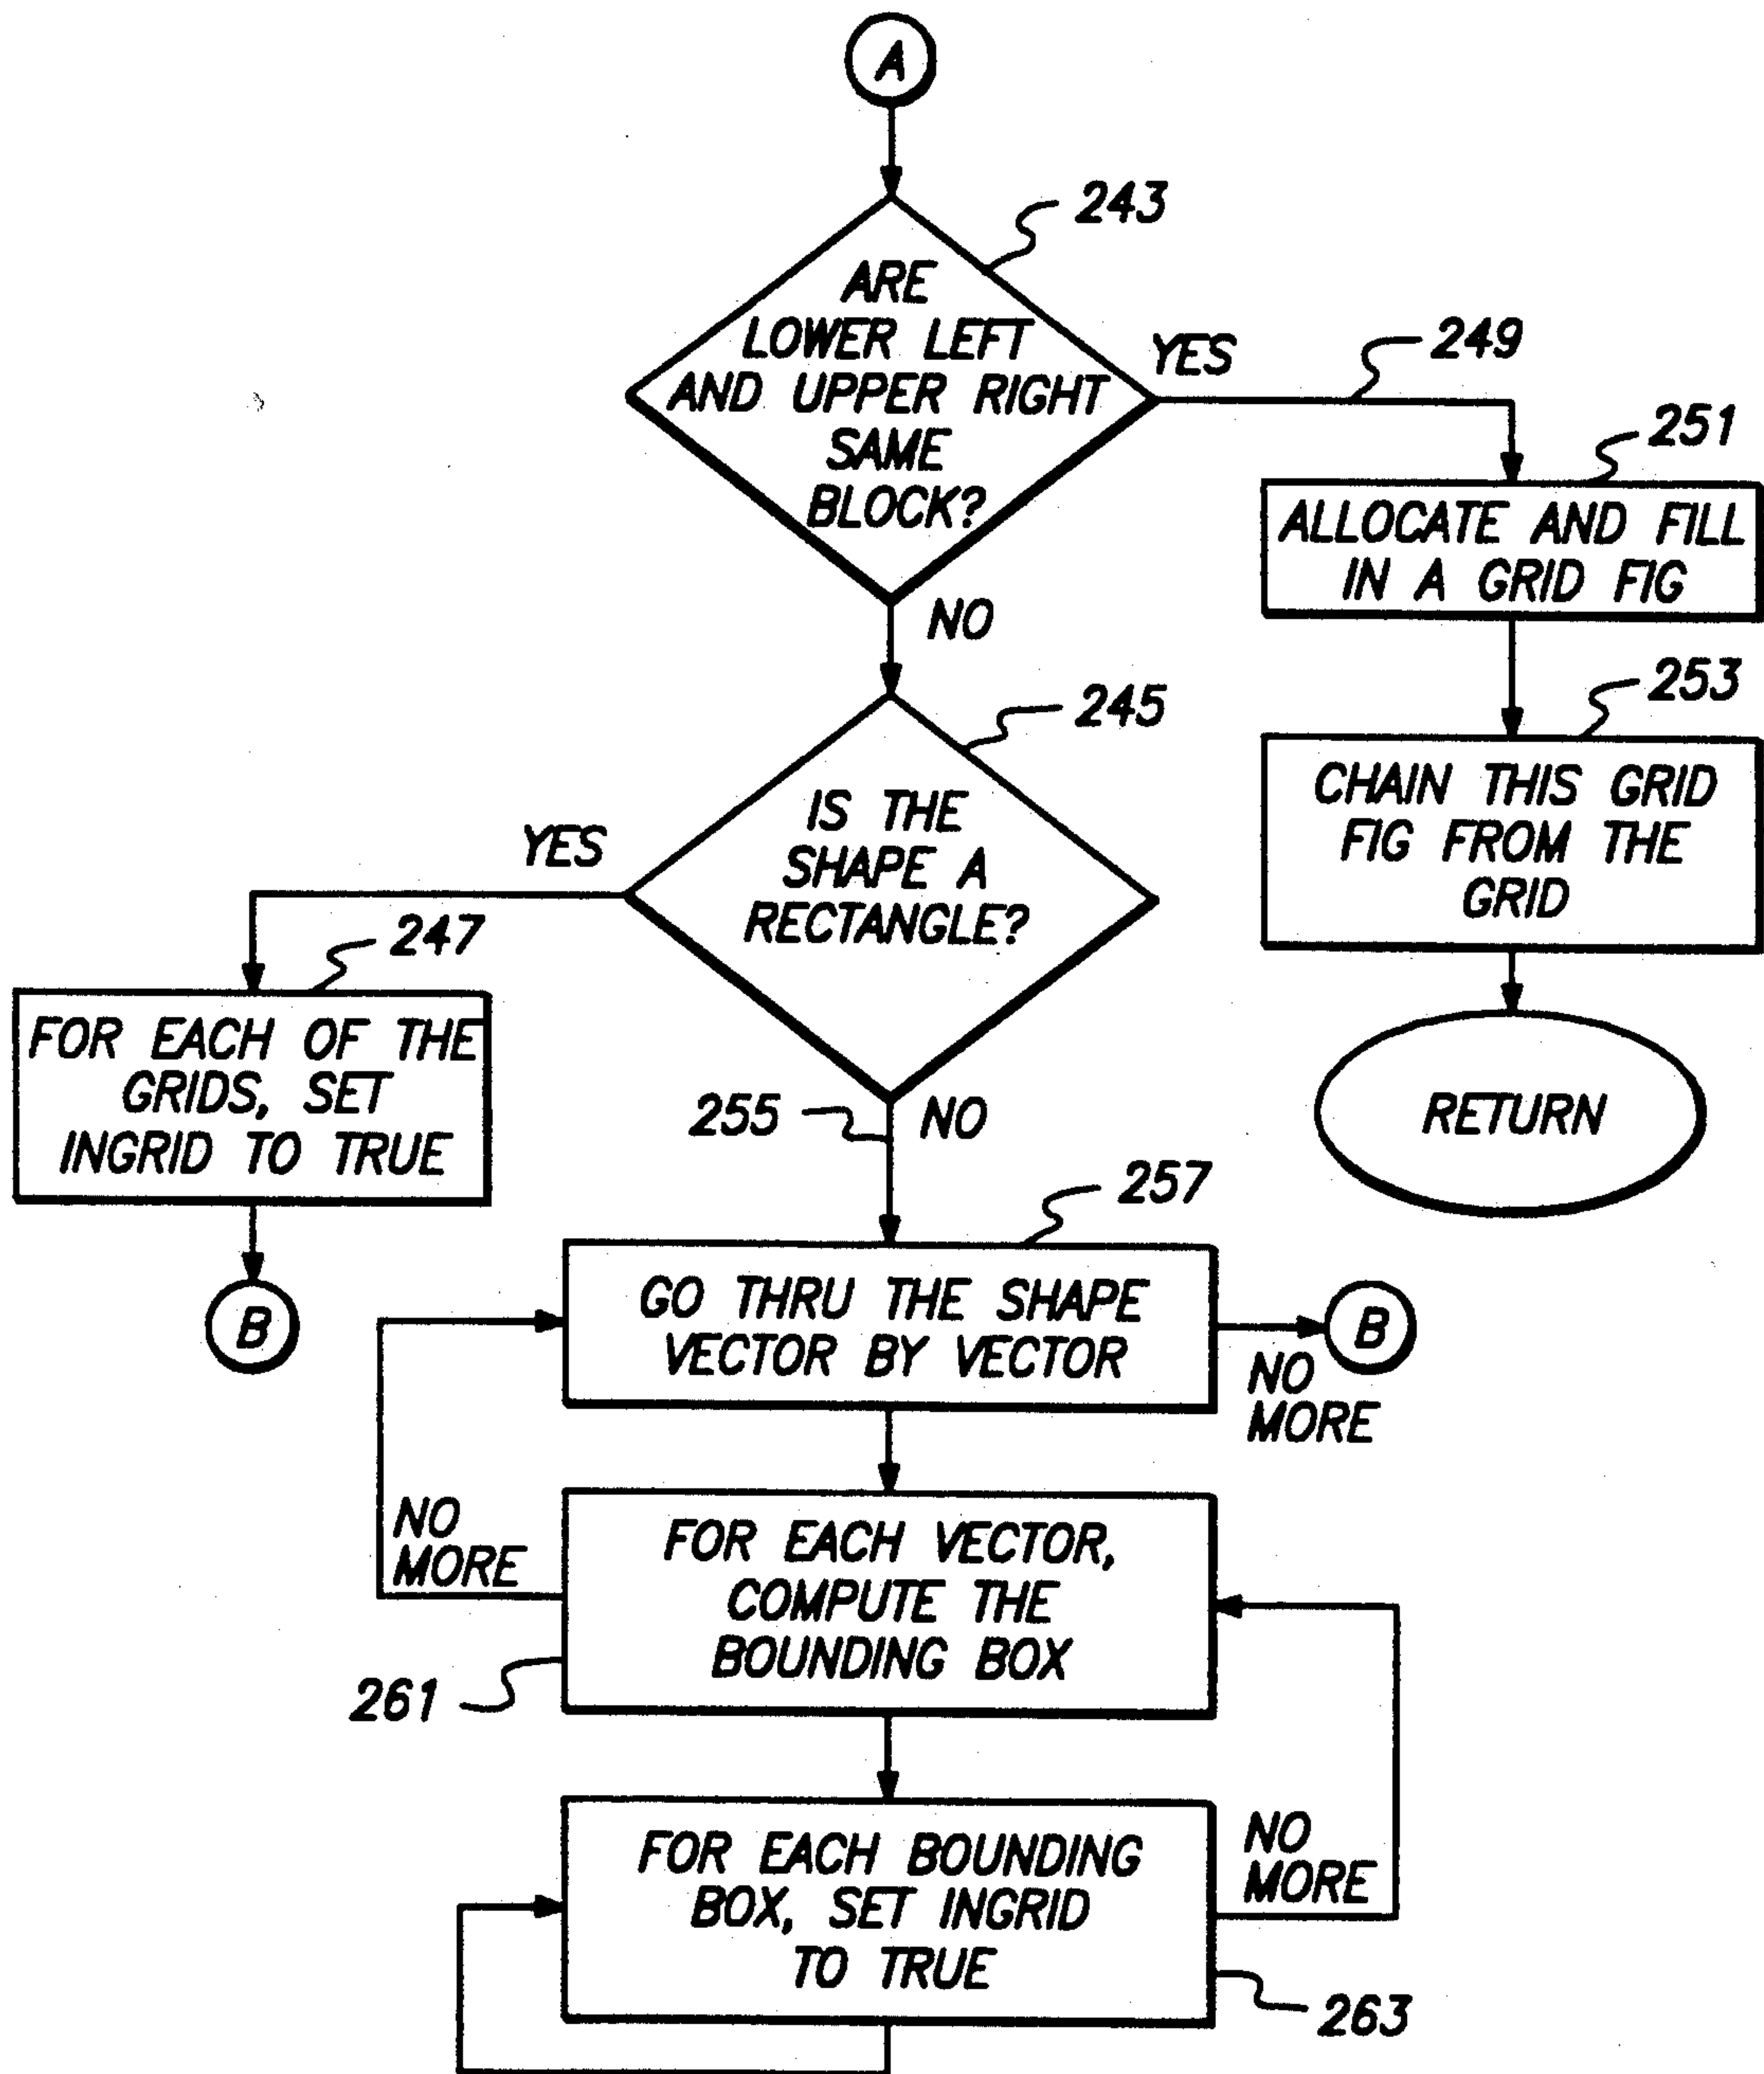 A
243
ARE
LOWER LEFT
AND UPPER RIGHT
SAME
BLOCK?
YES
249
251
ALLOCATE AND FILL
IN A GRID FIG
NO
253
CHAIN THIS GRID
FIG FROM THE
GRID
245
IS THE
SHAPE A
RECTANGLE?
YES
247
FOR EACH OF THE
GRIDS, SET
INGRID TO TRUE
RETURN
255
NO
B
257
GO THRU THE SHAPE
VECTOR BY VECTOR
B
NO
MORE
NO
MORE
FOR EACH VECTOR,
COMPUTE THE
BOUNDING BOX
261
FOR EACH BOUNDING
BOX, SET INGRID
TO TRUE
NO
MORE
263